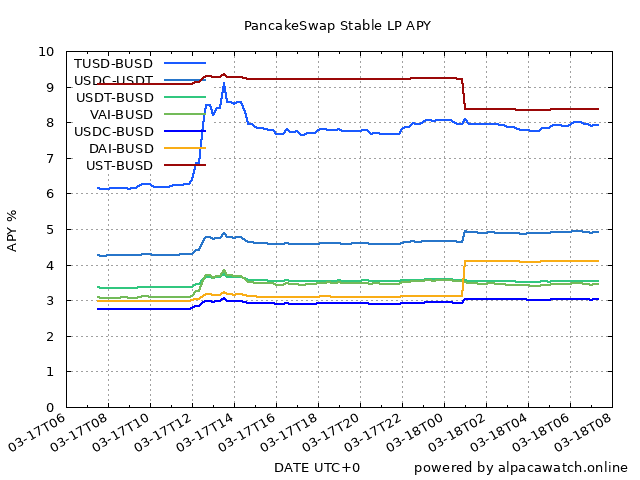 PancakeSwap Stable LP APY
10
9
8
7
6
5
4
3
2
1
0
APY %
TUSD-BUSD
USDC-USDT
USDT-BUSD
VAI-BUSD
USDC-BUSD
DAI-BUSD
UST-BUSD
03-17T06
03-17T08
03-17T10
03-17T12
03-17T14
03-17T16
03-17T18
03-17T20
03-17T22
03-18T00
03-18T02
03-18T04
03-18T06
03-18T08
DATE UTC+0
powered by alpacawatch.online